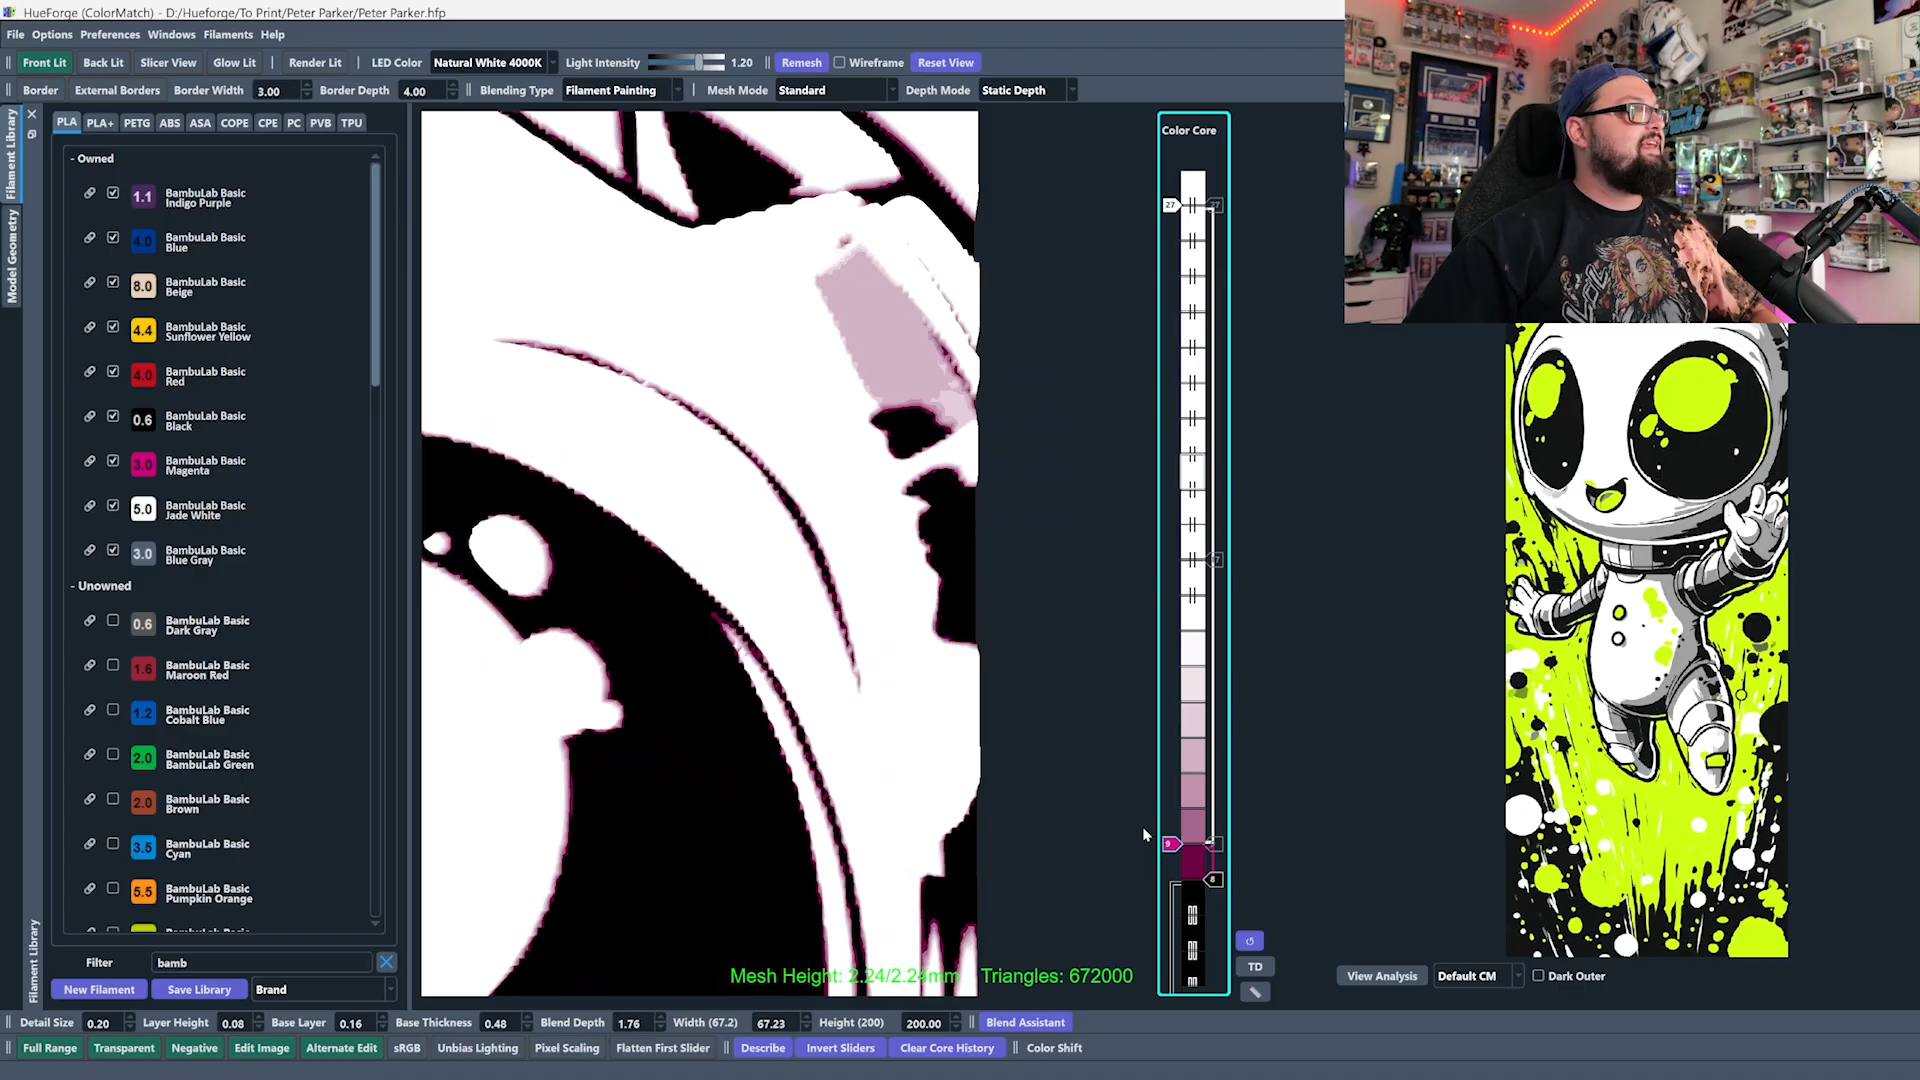 HueForge (ColorMatch) - D:/Hueforge/To Print/Peter Parker/Peter Parker.hfp
File Options Preferences Windows Filaments Help
Front Lit Back Lit Slicer View Glow Lit Render Lit LED Color Natural White 4000K Light Intensity 1.20 Remesh Wireframe Reset View
Border External Borders Border Width 3.00 Border Depth 4.00 Blending Type Filament Painting Mesh Mode Standard Depth Mode Static Depth
Filament Library
Model Geometry
PLA PLA+ PETG ABS ASA COPE CPE PC PVB TPU
- Owned
1.1 BambuLab Basic
Indigo Purple
4.0 BambuLab Basic
Blue
8.0 BambuLab Basic
Beige
4.4 BambuLab Basic
Sunflower Yellow
4.0 BambuLab Basic
Red
0.6 BambuLab Basic
Black
3.0 BambuLab Basic
Magenta
5.0 BambuLab Basic
Jade White
3.0 BambuLab Basic
Blue Gray
- Unowned
0.6 BambuLab Basic
Dark Gray
1.6 BambuLab Basic
Maroon Red
1.2 BambuLab Basic
Cobalt Blue
2.0 BambuLab Basic
BambuLab Green
2.0 BambuLab Basic
Brown
3.5 BambuLab Basic
Cyan
5.5 BambuLab Basic
Pumpkin Orange
Filter bamb
New Filament Save Library Brand
Filament Library
Color Core
27
9
8
TD
Mesh Height: 2.24/2.24mm Triangles: 672000
View Analysis Default CM Dark Outer
Detail Size 0.20 Layer Height 0.08 Base Layer 0.16 Base Thickness 0.48 Blend Depth 1.76 Width (67.2) 67.23 Height (200) 200.00 Blend Assistant
Full Range Transparent Negative Edit Image Alternate Edit sRGB Unbias Lighting Pixel Scaling Flatten First Slider Describe Invert Sliders Clear Core History Color Shift